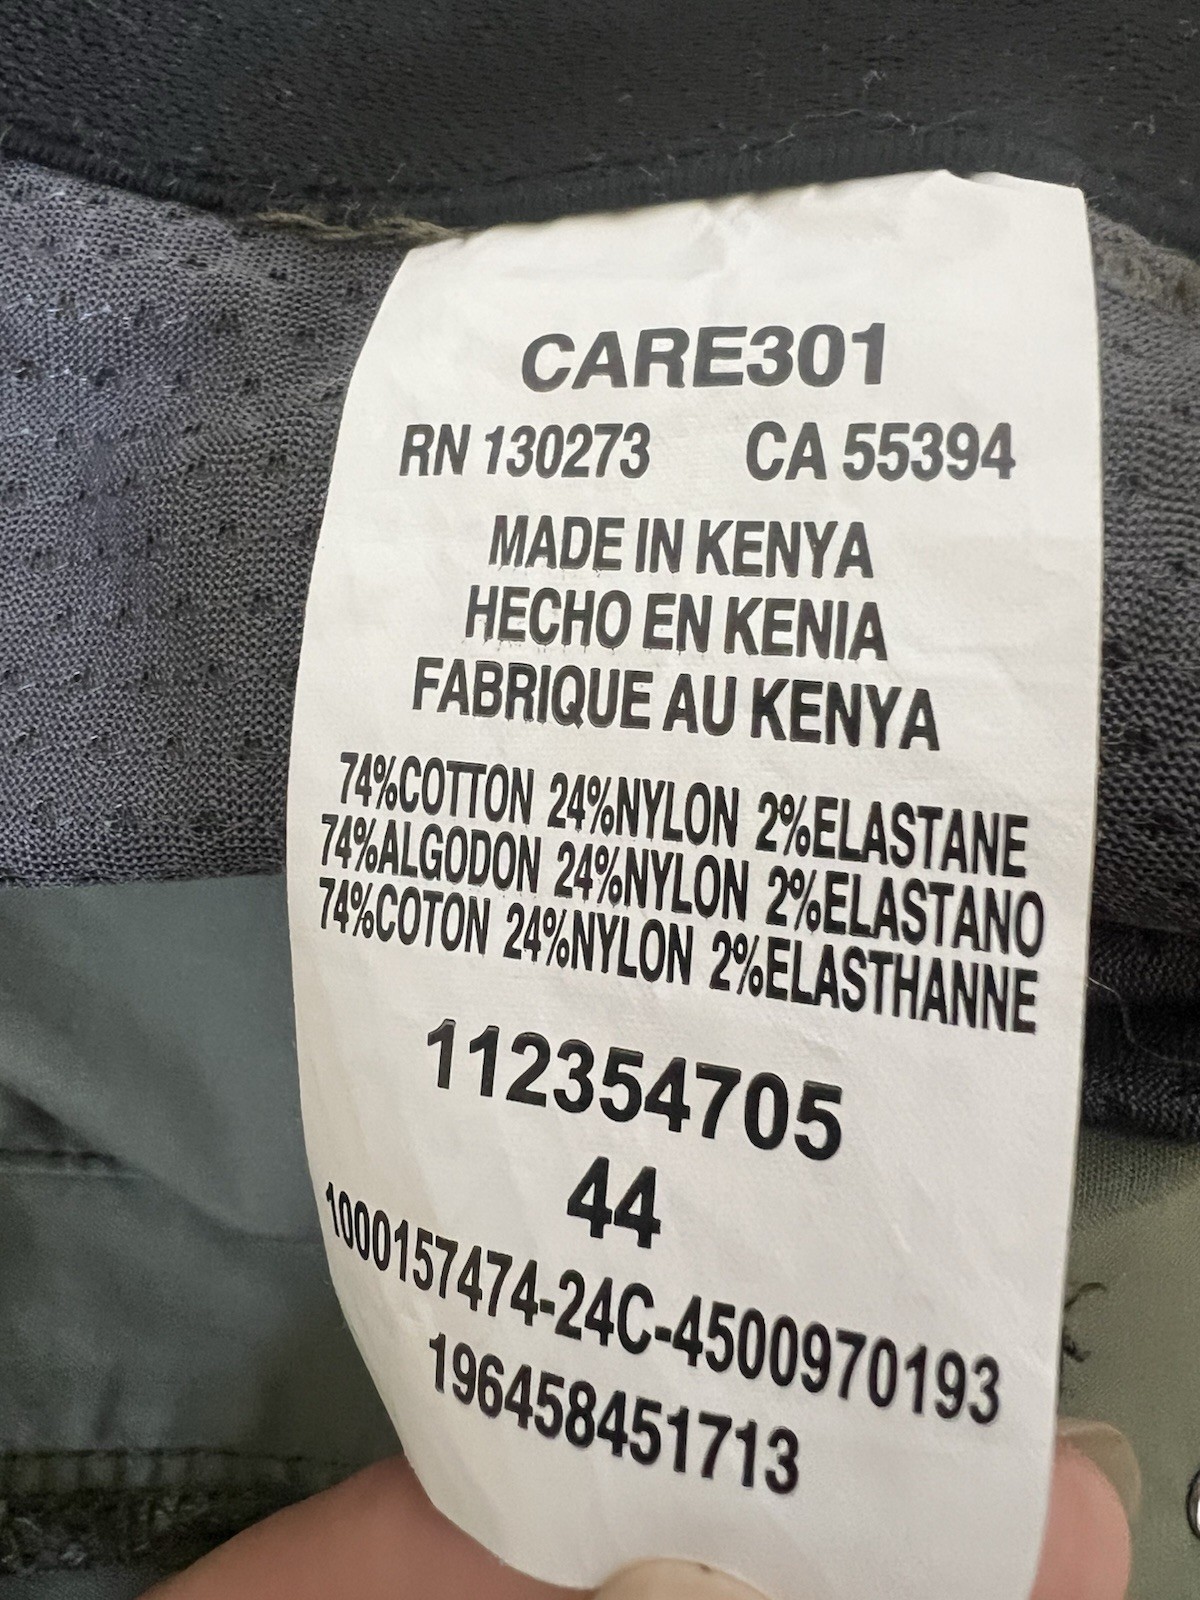 CARE301
RN 130273 CA 55394
MADE IN KENYA
HECHO EN KENIA
FABRIQUE AU KENYA
74%COTTON 24%NYLON 2%ELASTANE
74%ALGODON 24%NYLON 2%ELASTANO
74%COTON 24%NYLON 2%ELASTHANNE
112354705
44
1000157474-24C-4500970193
196458451713